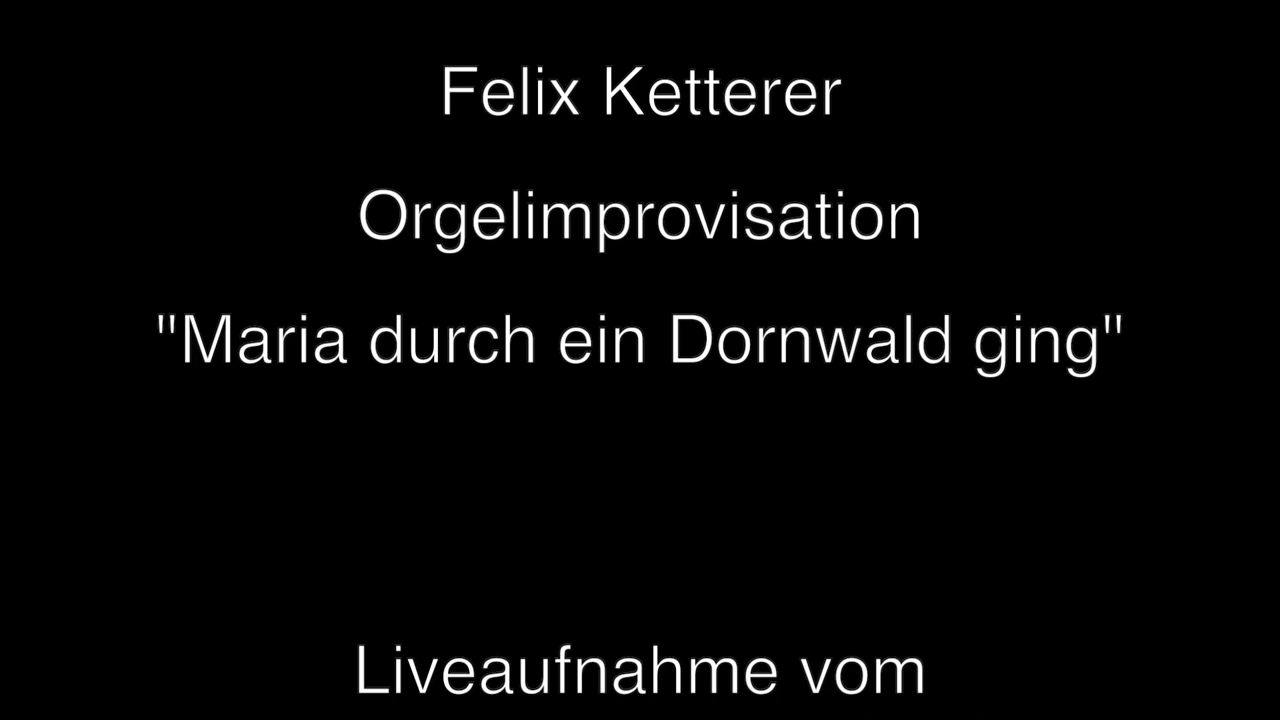 Felix Ketterer
Orgelimprovisation
"Maria durch ein Dornwald ging"
Liveaufnahme vom